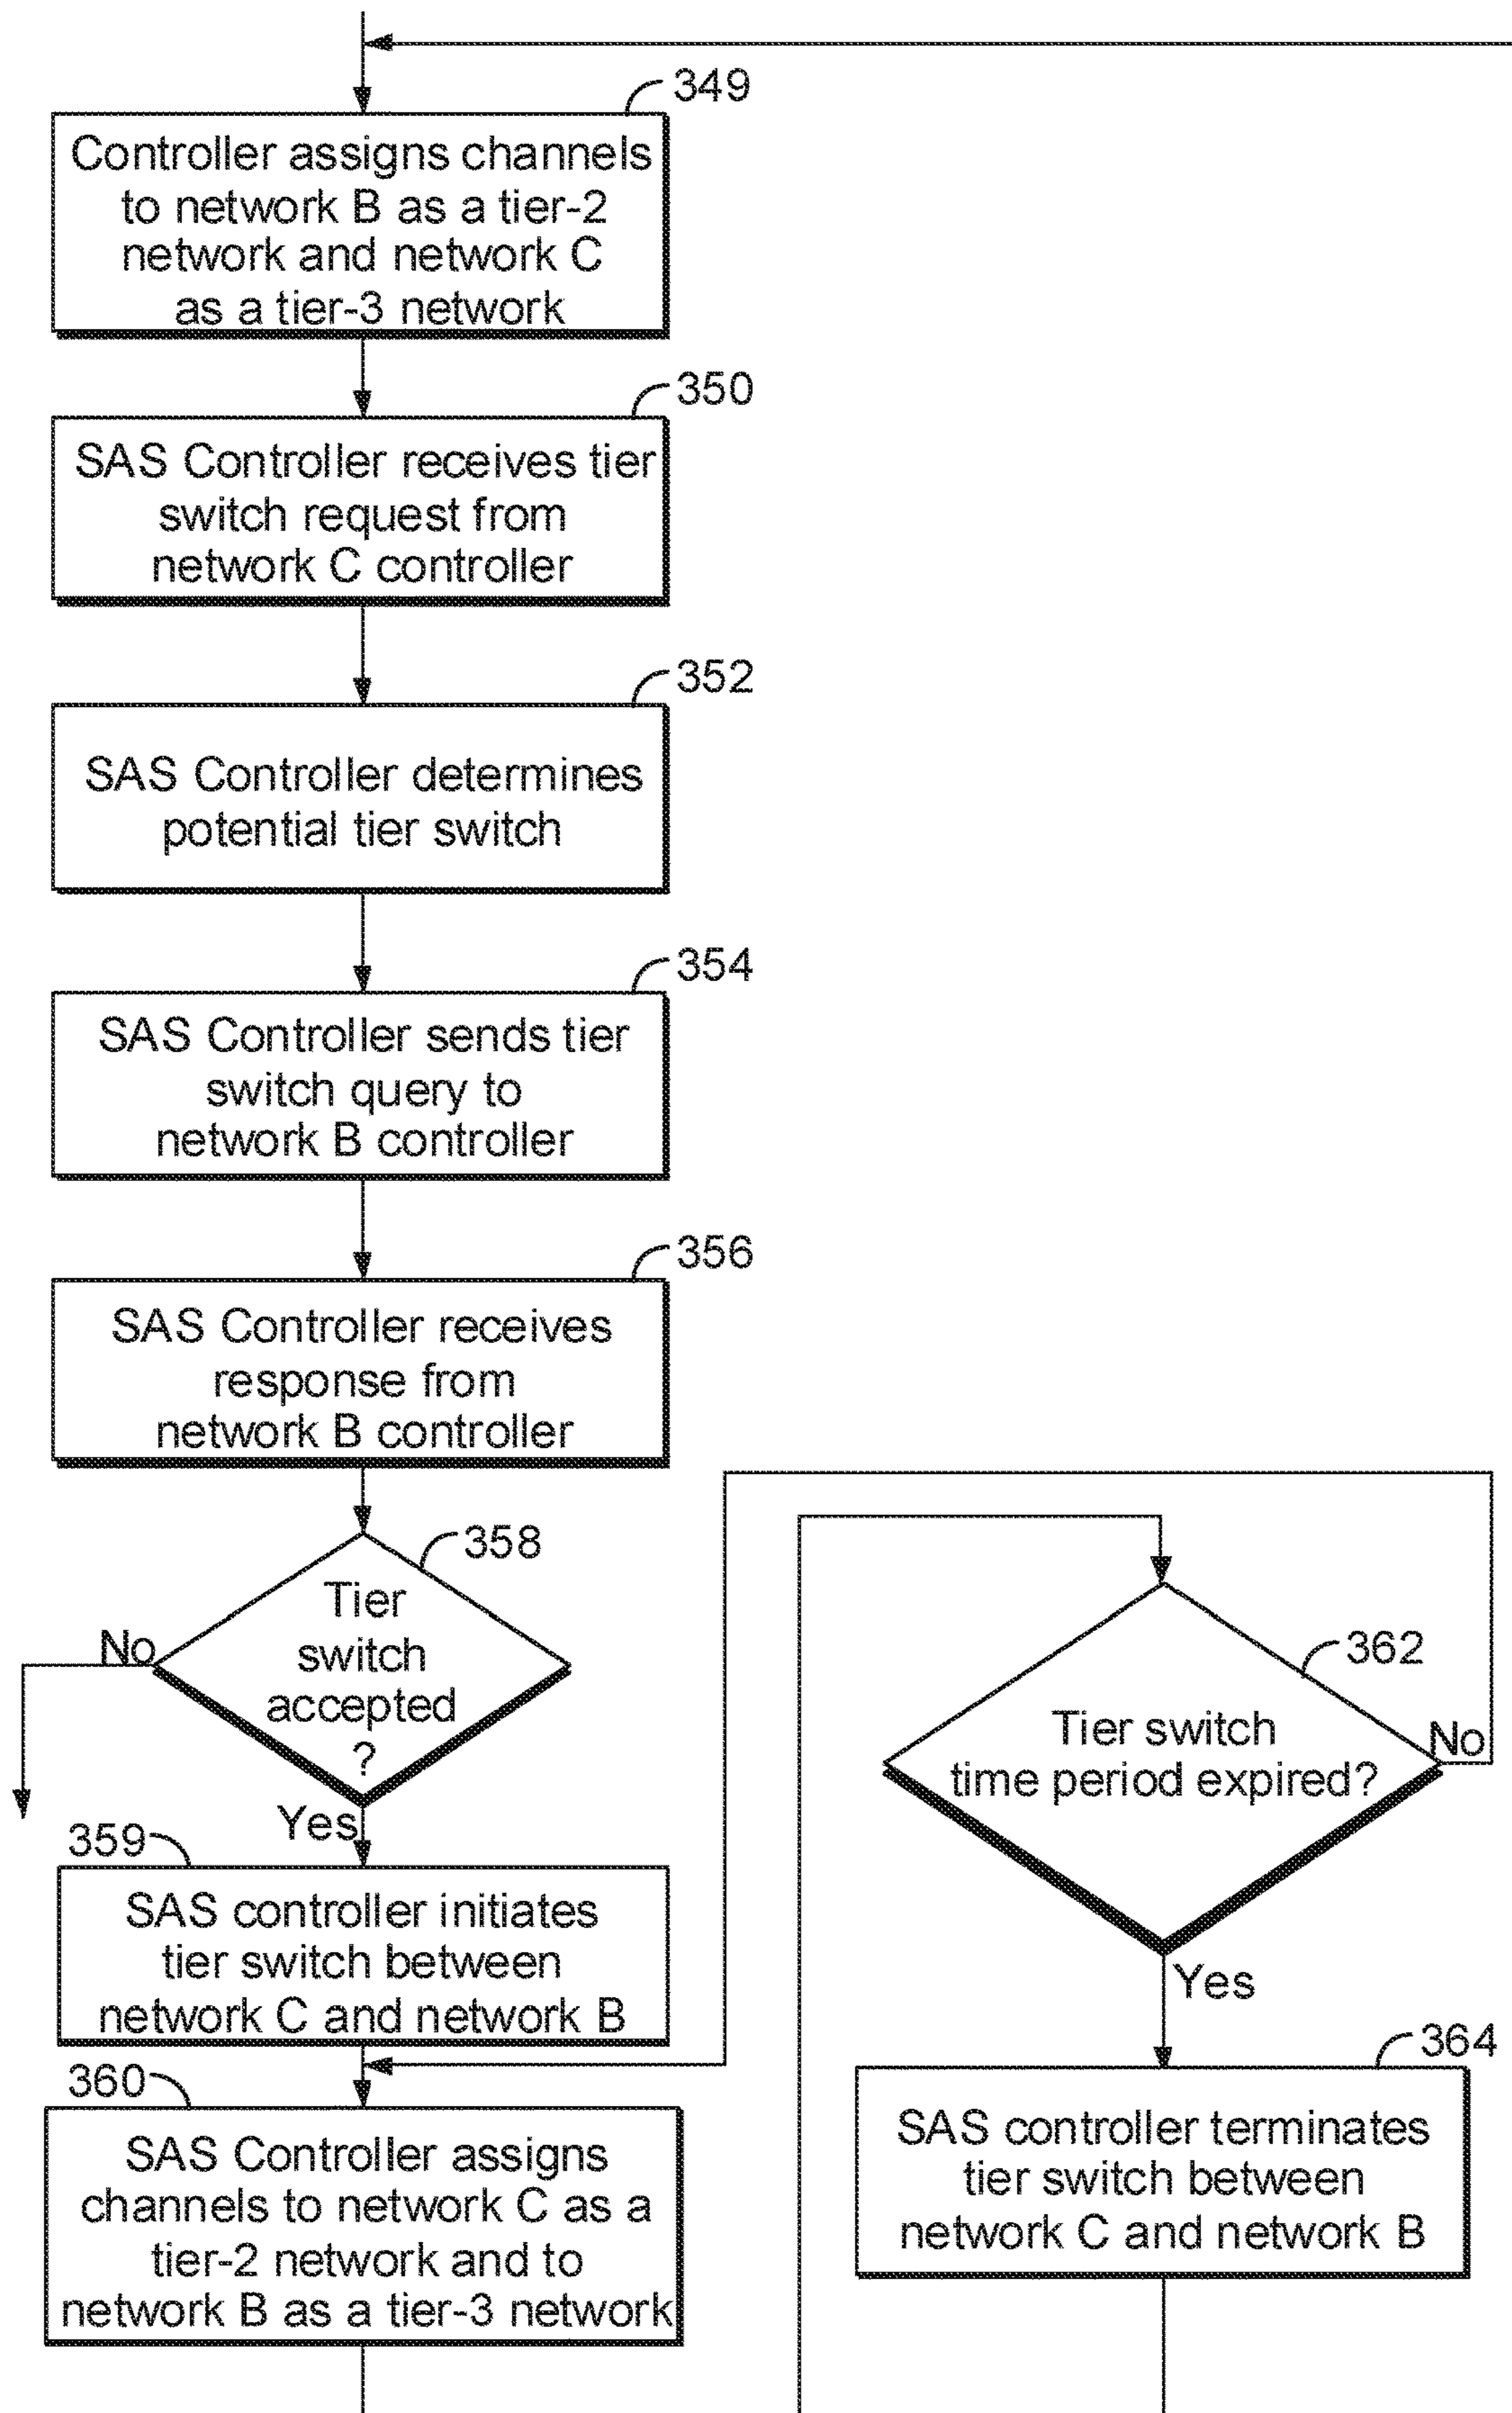 349
Controller assigns channels
to network B as a tier-2
network and network C
as a tier-3 network
350
SAS Controller receives tier
switch request from
network C controller
352
SAS Controller determines
potential tier switch
354
SAS Controller sends tier
switch query to
network B controller
356
SAS Controller receives
response from
network B controller
358
Tier
switch
accepted
?
No
Yes
359
SAS controller initiates
tier switch between
network C and network B
360
SAS Controller assigns
channels to network C as a
tier-2 network and to
network B as a tier-3 network
362
Tier switch
time period expired?
No
Yes
364
SAS controller terminates
tier switch between
network C and network B